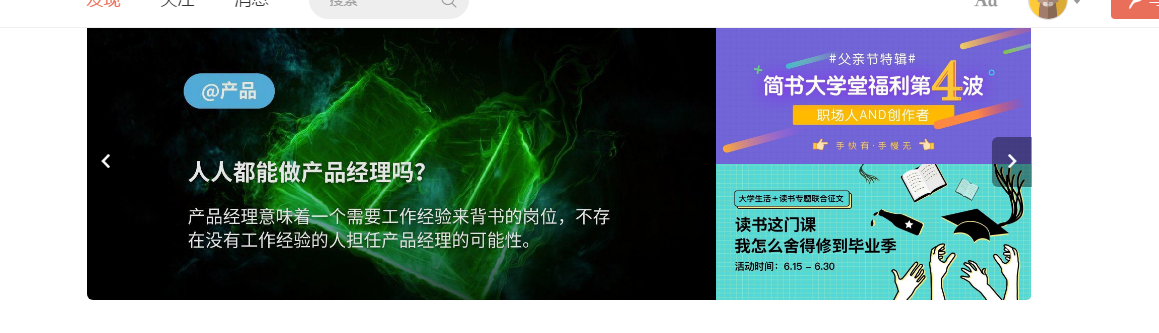 发现 关注 消息 搜索 Aa
@产品
人人都能做产品经理吗？
产品经理意味着一个需要工作经验来背书的岗位，不存
在没有工作经验的人担任产品经理的可能性。
#父亲节特辑#
简书大学堂福利第4波
职场人AND创作者
手快有·手慢无
大学生活+读书专题联合征文
读书这门课
我怎么舍得修到毕业季
活动时间：6.15 – 6.30